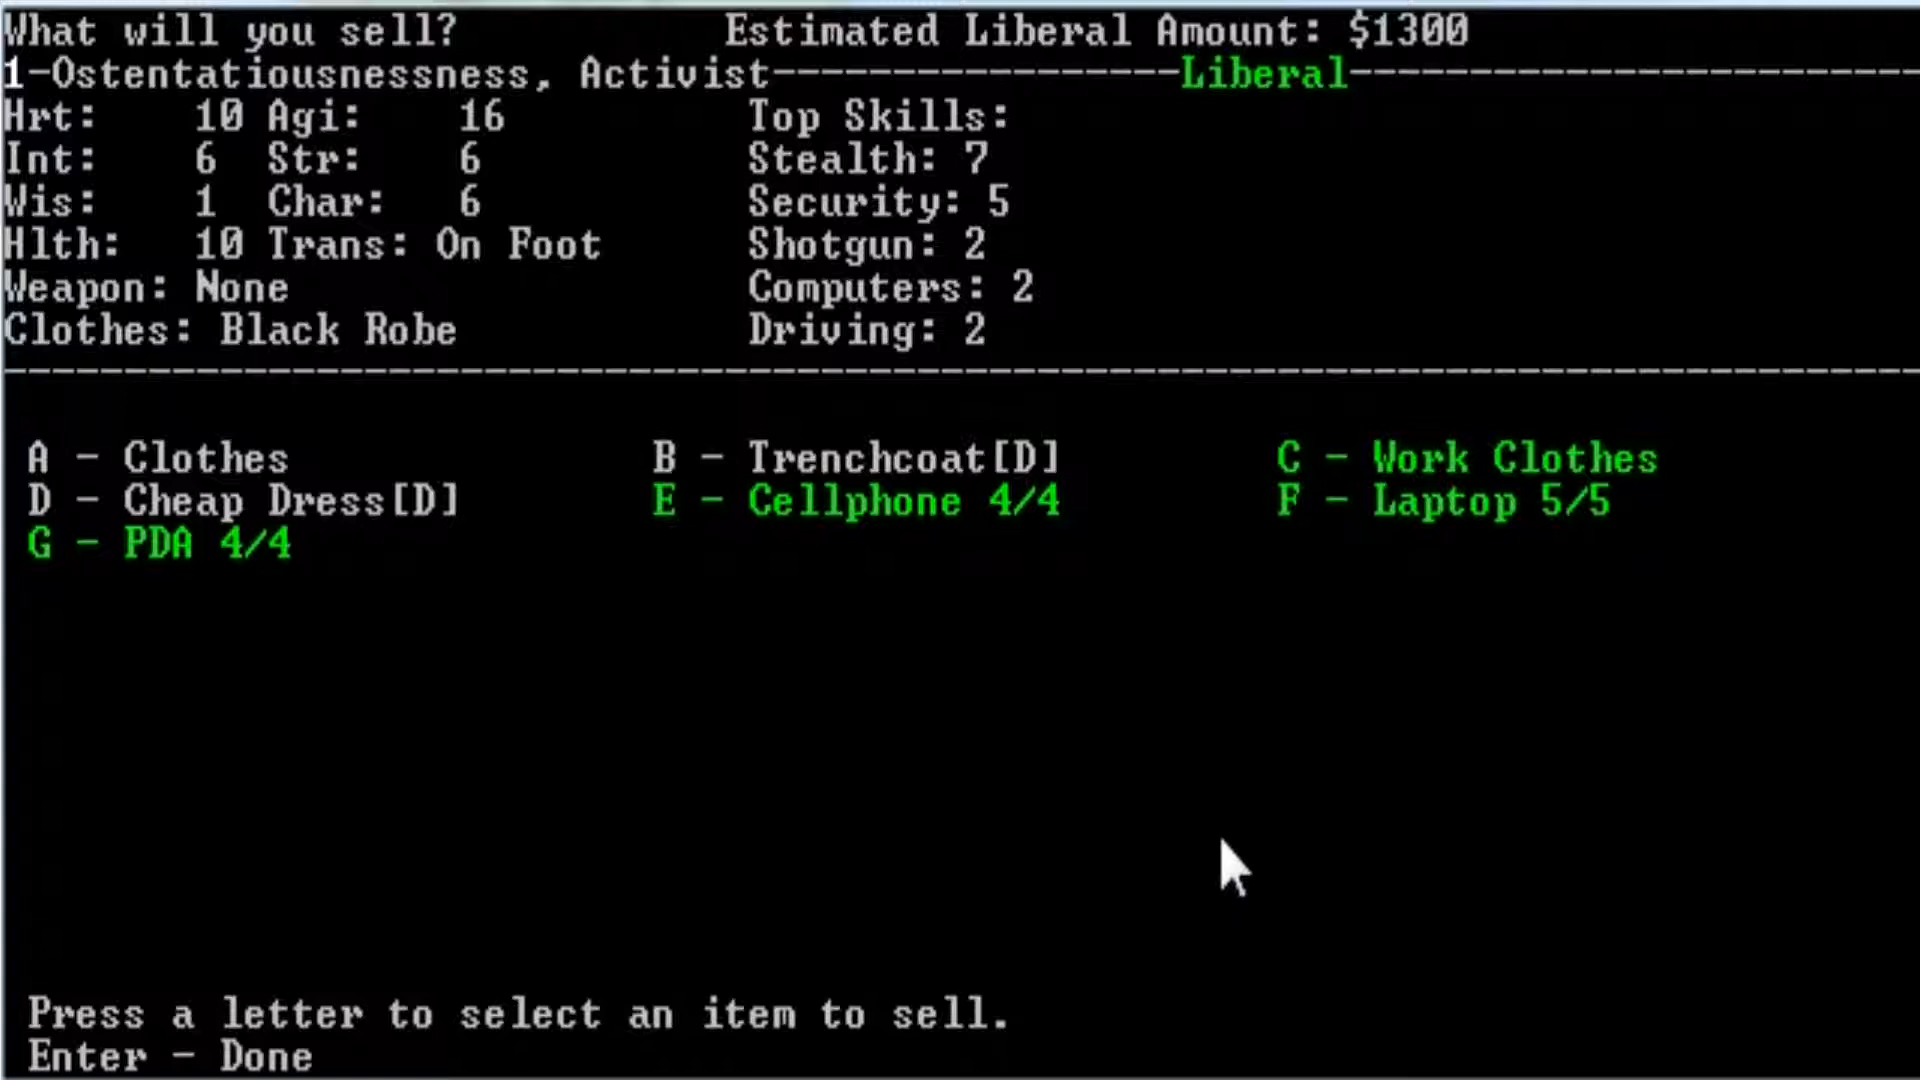 What will you sell? Estimated Liberal Amount: $1300
1-Ostentatiousnessness, Activist-----------------Liberal------------------------
Hrt: 10 Agi: 16 Top Skills:
Int: 6 Str: 6 Stealth: 7
Wis: 1 Char: 6 Security: 5
Hlth: 10 Trans: On Foot Shotgun: 2
Weapon: None Computers: 2
Clothes: Black Robe Driving: 2
--------------------------------------------------------------------------------
A - Clothes B - Trenchcoat[D] C - Work Clothes
D - Cheap Dress[D] E - Cellphone 4/4 F - Laptop 5/5
G - PDA 4/4
Press a letter to select an item to sell.
Enter - Done